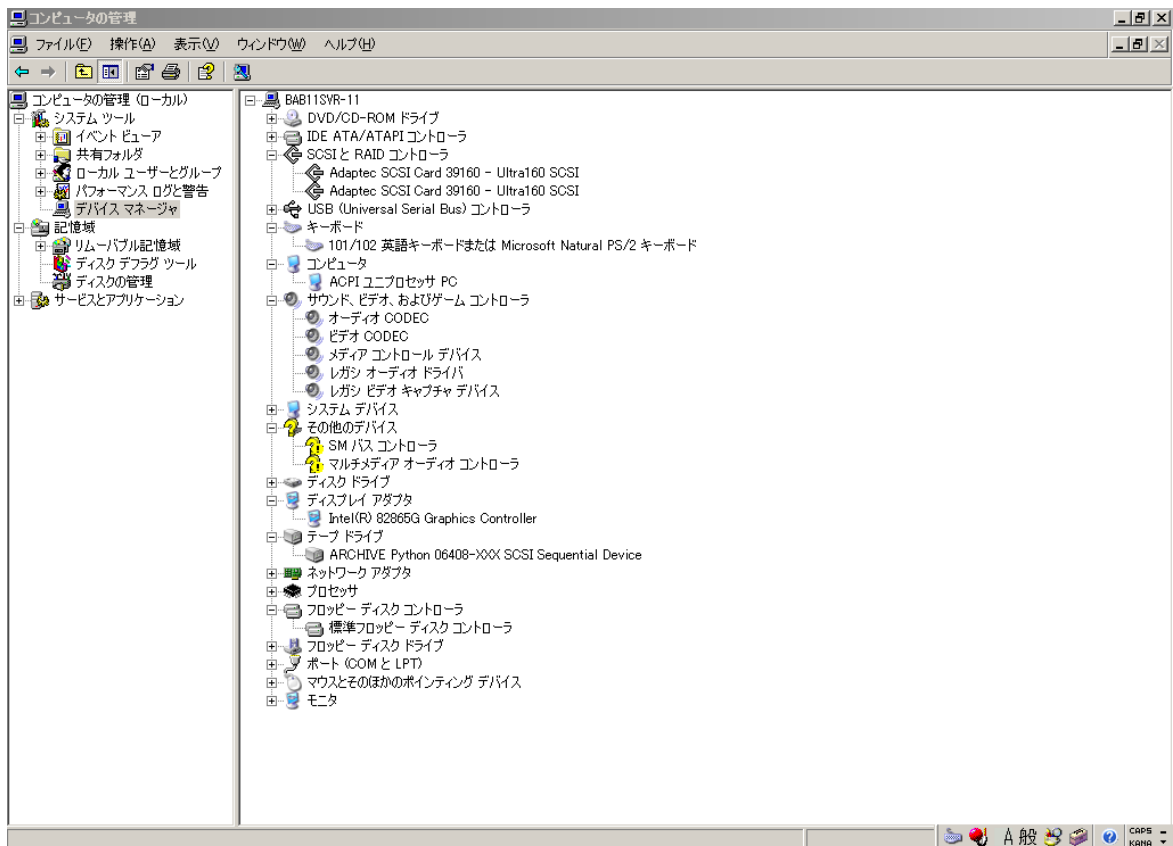 コンピュータの管理
ファイル(F) 操作(A) 表示(V) ウィンドウ(W) ヘルプ(H)
コンピュータの管理 (ローカル)
システム ツール
イベント ビューア
共有フォルダ
ローカル ユーザーとグループ
パフォーマンス ログと警告
デバイス マネージャ
記憶域
リムーバブル記憶域
ディスク デフラグ ツール
ディスクの管理
サービスとアプリケーション
BAB11SVR-11
DVD/CD-ROM ドライブ
IDE ATA/ATAPI コントローラ
SCSI と RAID コントローラ
Adaptec SCSI Card 39160 - Ultra160 SCSI
Adaptec SCSI Card 39160 - Ultra160 SCSI
USB (Universal Serial Bus) コントローラ
キーボード
101/102 英語キーボードまたは Microsoft Natural PS/2 キーボード
コンピュータ
ACPI ユニプロセッサ PC
サウンド、ビデオ、およびゲーム コントローラ
オーディオ CODEC
ビデオ CODEC
メディア コントロール デバイス
レガシ オーディオ ドライバ
レガシ ビデオ キャプチャ デバイス
システム デバイス
その他のデバイス
SM バス コントローラ
マルチメディア オーディオ コントローラ
ディスク ドライブ
ディスプレイ アダプタ
Intel(R) 82865G Graphics Controller
テープ ドライブ
ARCHIVE Python 06408-XXX SCSI Sequential Device
ネットワーク アダプタ
プロセッサ
フロッピー ディスク コントローラ
標準フロッピー ディスク コントローラ
フロッピー ディスク ドライブ
ポート (COM と LPT)
マウスとそのほかのポインティング デバイス
モニタ
A 般
CAPS
KANA